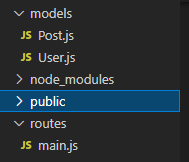 models
JS Post.js
JS User.js
node_modules
public
routes
JS main.js